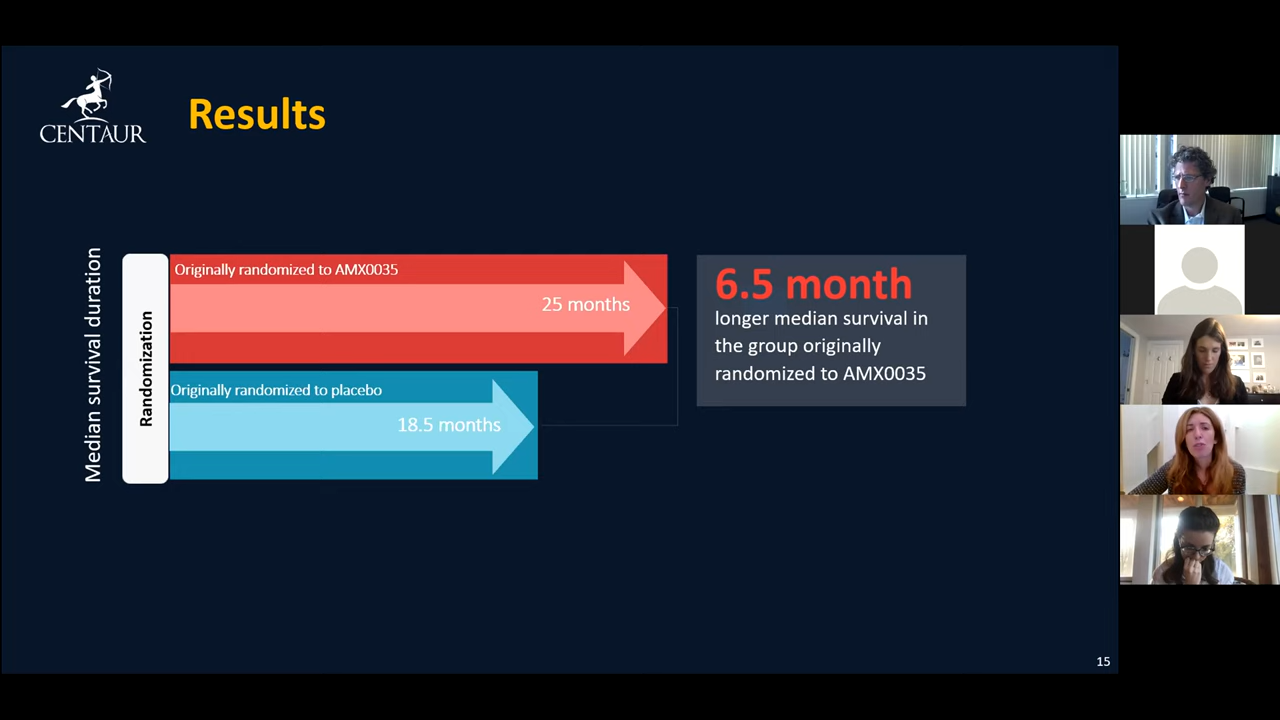 CENTAUR
Results
Median survival duration
Randomization
Originally randomized to AMX0035
25 months
Originally randomized to placebo
18.5 months
6.5 month
longer median survival in
the group originally
randomized to AMX0035
15